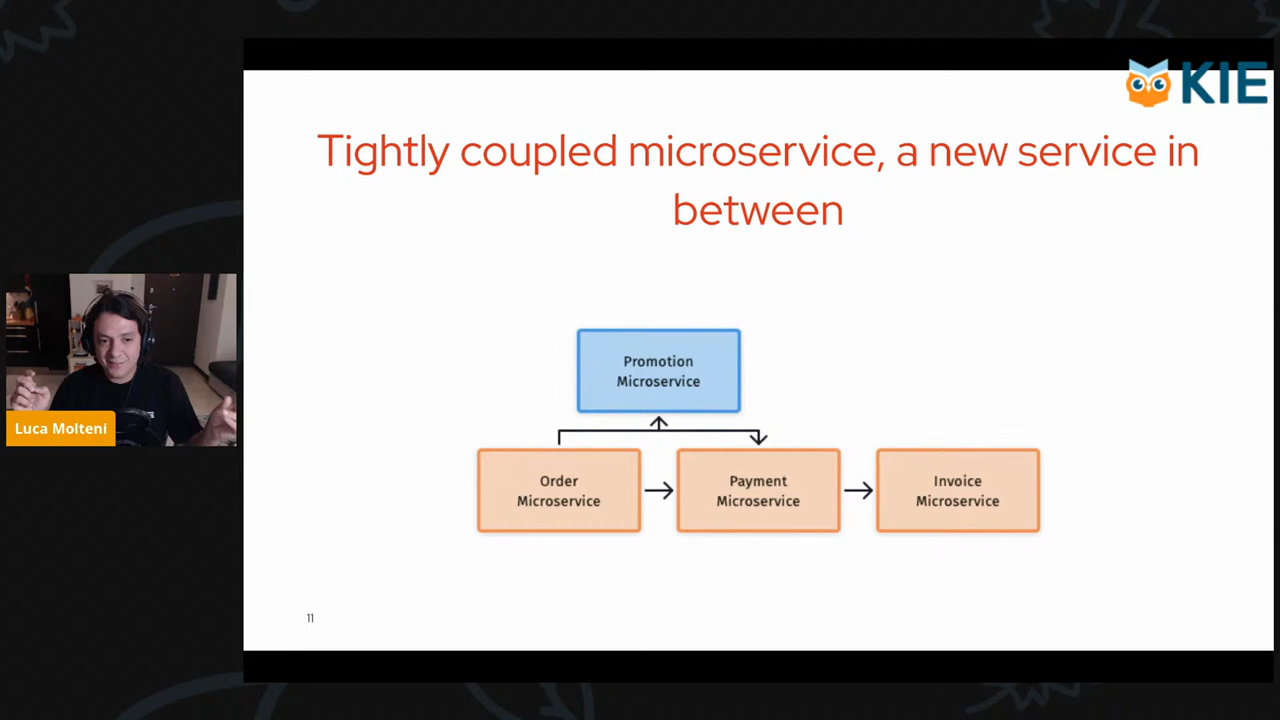 KIE
Tightly coupled microservice, a new service in
between
Promotion
Microservice
Order
Microservice
Payment
Microservice
Invoice
Microservice
Luca Molteni
11